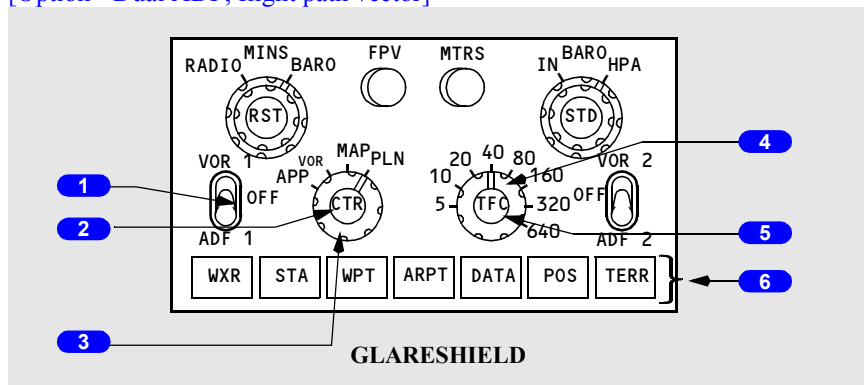 [Option - Dual ADF, flight path vector]
MINS
RADIO
BARO
FPV
MTRS
BARO
IN
HPA
RST
STD
VOR 1
OFF
ADF 1
APP
VOR
MAP
PLN
CTR
5
10
20
40
80
160
320
640
TFC
VOR 2
OFF
ADF 2
WXR
STA
WPT
ARPT
DATA
POS
TERR
1
2
3
4
5
6
GLARESHIELD